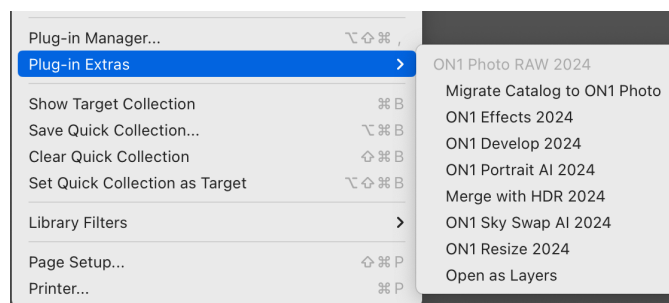 Plug-in Manager... ⌥⇧⌘ ,
Plug-in Extras
Show Target Collection ⌘ B
Save Quick Collection... ⌥⌘ B
Clear Quick Collection ⇧⌘ B
Set Quick Collection as Target ⌥⇧⌘ B
Library Filters
Page Setup... ⇧⌘ P
Printer... ⌘ P
ON1 Photo RAW 2024
Migrate Catalog to ON1 Photo
ON1 Effects 2024
ON1 Develop 2024
ON1 Portrait AI 2024
Merge with HDR 2024
ON1 Sky Swap AI 2024
ON1 Resize 2024
Open as Layers